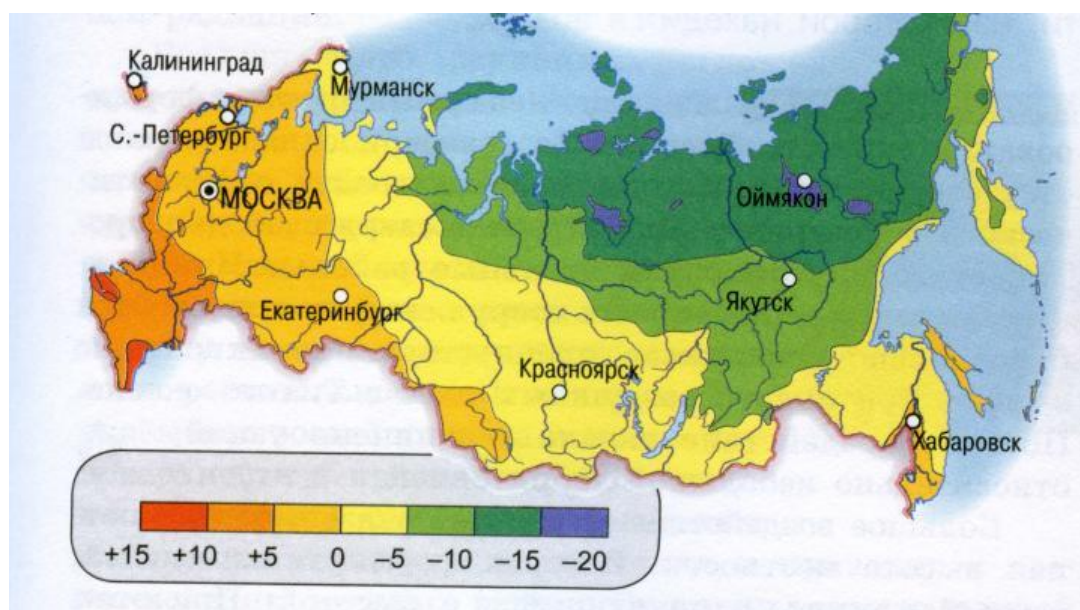 Калининград
Мурманск
С.-Петербург
МОСКВА
Оймякон
Екатеринбург
Якутск
Красноярск
Хабаровск
+15 +10 +5 0 -5 -10 -15 -20